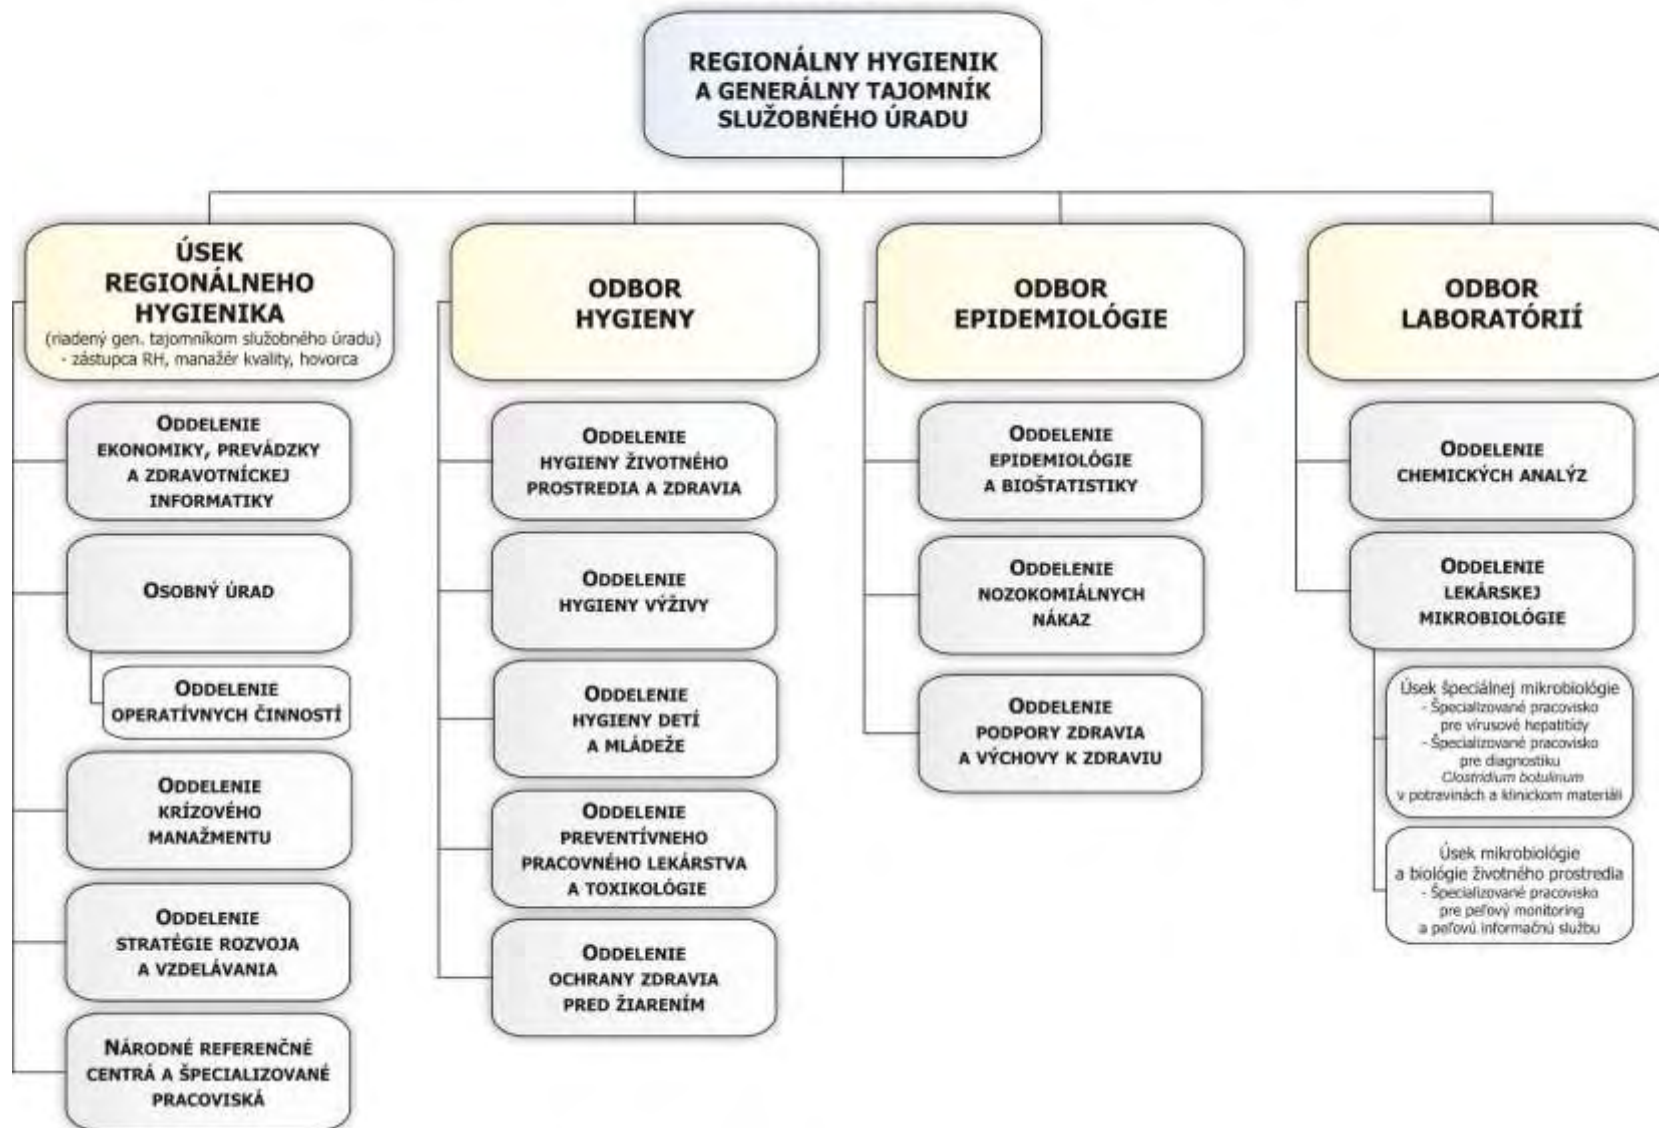 REGIONÁLNY HYGIENIK
A GENERÁLNY TAJOMNÍK
SLUŽOBNÉHO ÚRADU
ÚSEK
REGIONÁLNEHO
HYGIENIKA
(riadený gen. tajomníkom služobného úradu)
- zástupca RH, manažér kvality, hovorca
ODDELENIE
EKONOMIKY, PREVÁDZKY
A ZDRAVOTNÍCKEJ
INFORMATIKY
OSOBNÝ ÚRAD
ODDELENIE
OPERATÍVNYCH ČINNOSTÍ
ODDELENIE
KRÍZOVÉHO
MANAŽMENTU
ODDELENIE
STRATÉGIE ROZVOJA
A VZDELÁVANIA
NÁRODNÉ REFERENČNÉ
CENTRÁ A ŠPECIALIZOVANÉ
PRACOVISKÁ
ODBOR
HYGIENY
ODDELENIE
HYGIENY ŽIVOTNÉHO
PROSTREDIA A ZDRAVIA
ODDELENIE
HYGIENY VÝŽIVY
ODDELENIE
HYGIENY DETÍ
A MLÁDEŽE
ODDELENIE
PREVENTÍVNEHO
PRACOVNÉHO LEKÁRSTVA
A TOXIKOLÓGIE
ODDELENIE
OCHRANY ZDRAVIA
PRED ŽIARENÍM
ODBOR
EPIDEMIOLÓGIE
ODDELENIE
EPIDEMIOLÓGIE
A BIOŠTATISTIKY
ODDELENIE
NOZOKOMIÁLNYCH
NÁKAZ
ODDELENIE
PODPORY ZDRAVIA
A VÝCHOVY K ZDRAVIU
ODBOR
LABORATÓRIÍ
ODDELENIE
CHEMICKÝCH ANALÝZ
ODDELENIE
LEKÁRSKEJ
MIKROBIOLÓGIE
Úsek špeciálnej mikrobiológie
- Špecializované pracovisko
pre vírusové hepatitídy
- Špecializované pracovisko
pre diagnostiku
Clostridium botulinum
v potravinách a klinickom materiáli
Úsek mikrobiológie
a biológie životného prostredia
- Špecializované pracovisko
pre peľový monitoring
a peľovú informačnú službu